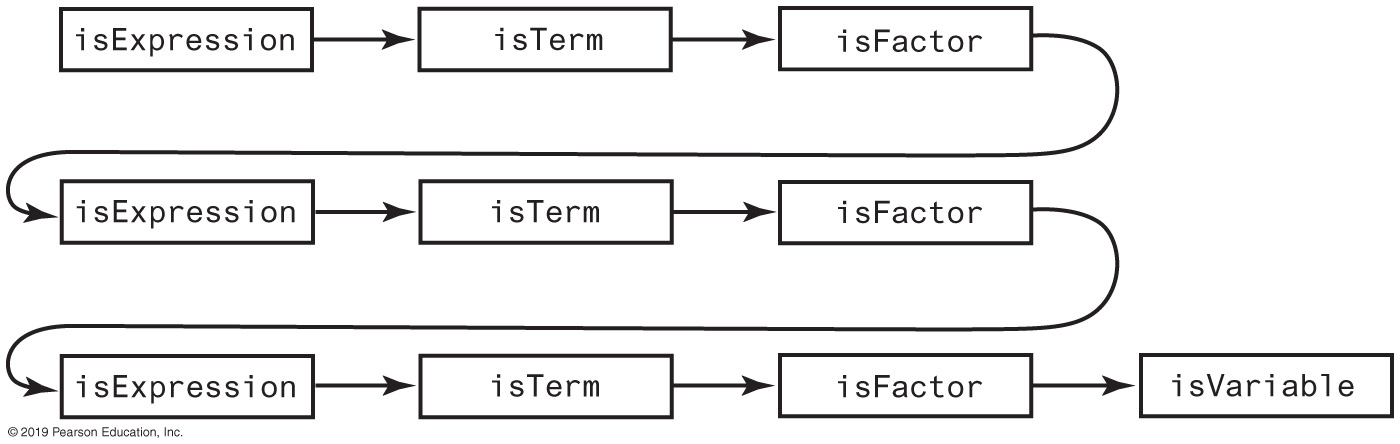 isExpression isTerm isFactor
isExpression isTerm isFactor
isExpression isTerm isFactor isVariable
© 2019 Pearson Education, Inc.